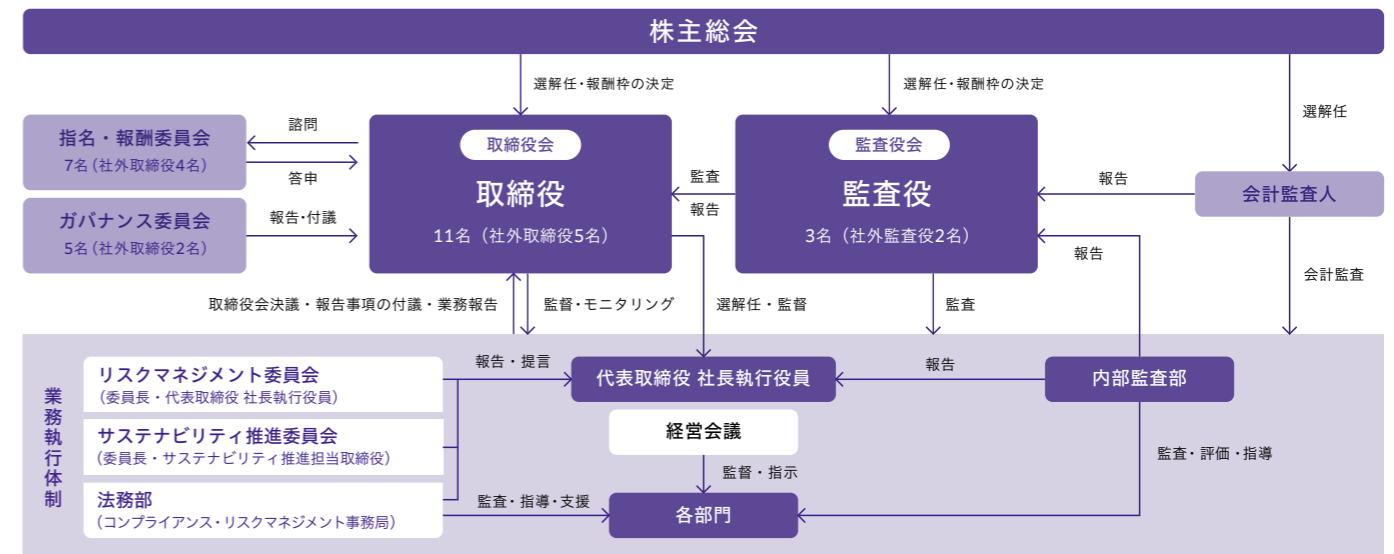 株主総会
選解任・報酬枠の決定
選解任・報酬枠の決定
選解任
指名・報酬委員会
7名（社外取締役4名）
諮問
答申
ガバナンス委員会
5名（社外取締役2名）
報告・付議
取締役会
取締役
11名（社外取締役5名）
監査
報告
監査役会
監査役
3名（社外監査役2名）
報告
会計監査人
報告
会計監査
取締役会決議・報告事項の付議・業務報告
監督・モニタリング
選解任・監督
監査
業務執行体制
リスクマネジメント委員会
（委員長・代表取締役 社長執行役員）
サステナビリティ推進委員会
（委員長・サステナビリティ推進担当取締役）
法務部
（コンプライアンス・リスクマネジメント事務局）
報告・提言
代表取締役 社長執行役員
報告
内部監査部
経営会議
監督・指示
監査・評価・指導
監査・指導・支援
各部門